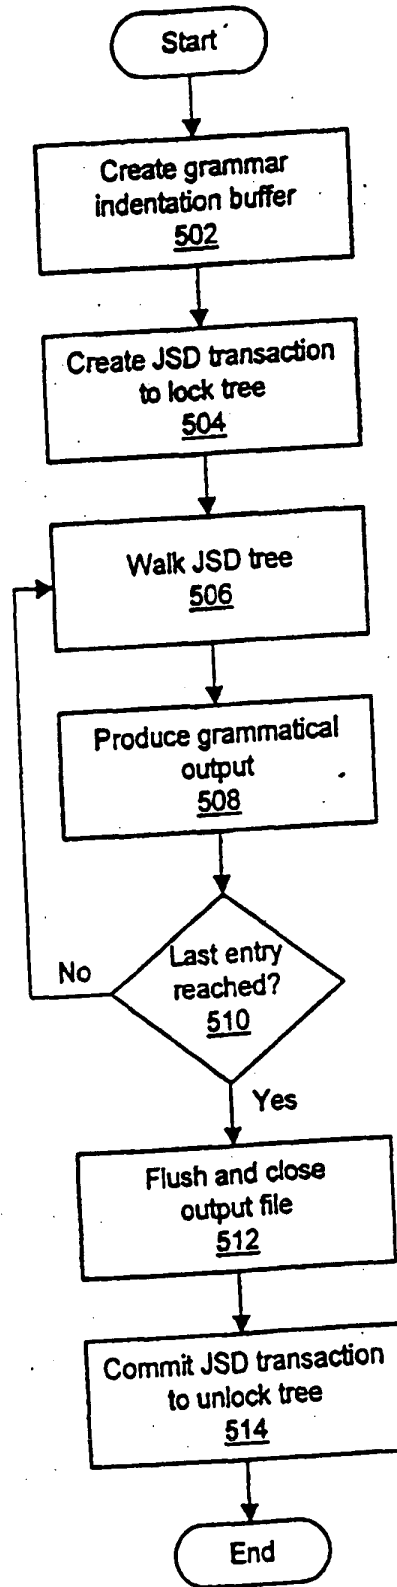 Start
Create grammar
indentation buffer
502
Create JSD transaction
to lock tree
504
Walk JSD tree
506
Produce grammatical
output
508
Last entry
reached?
510
No
Yes
Flush and close
output file
512
Commit JSD transaction
to unlock tree
514
End